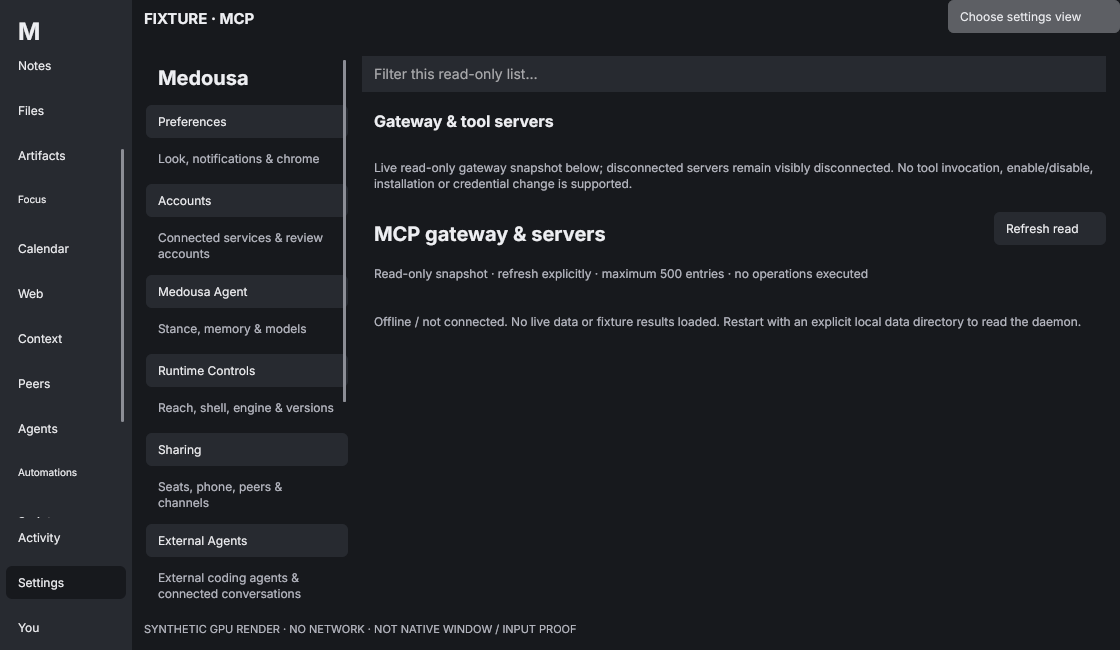 M
Notes
Files
Artifacts
Focus
Calendar
Web
Context
Peers
Agents
Automations
Activity
Settings
You
FIXTURE · MCP
Choose settings view
Medousa
Preferences
Look, notifications & chrome
Accounts
Connected services & review
accounts
Medousa Agent
Stance, memory & models
Runtime Controls
Reach, shell, engine & versions
Sharing
Seats, phone, peers &
channels
External Agents
External coding agents &
connected conversations
Filter this read-only list...
Gateway & tool servers
Live read-only gateway snapshot below; disconnected servers remain visibly disconnected. No tool invocation, enable/disable,
installation or credential change is supported.
MCP gateway & servers
Refresh read
Read-only snapshot · refresh explicitly · maximum 500 entries · no operations executed
Offline / not connected. No live data or fixture results loaded. Restart with an explicit local data directory to read the daemon.
SYNTHETIC GPU RENDER · NO NETWORK · NOT NATIVE WINDOW / INPUT PROOF